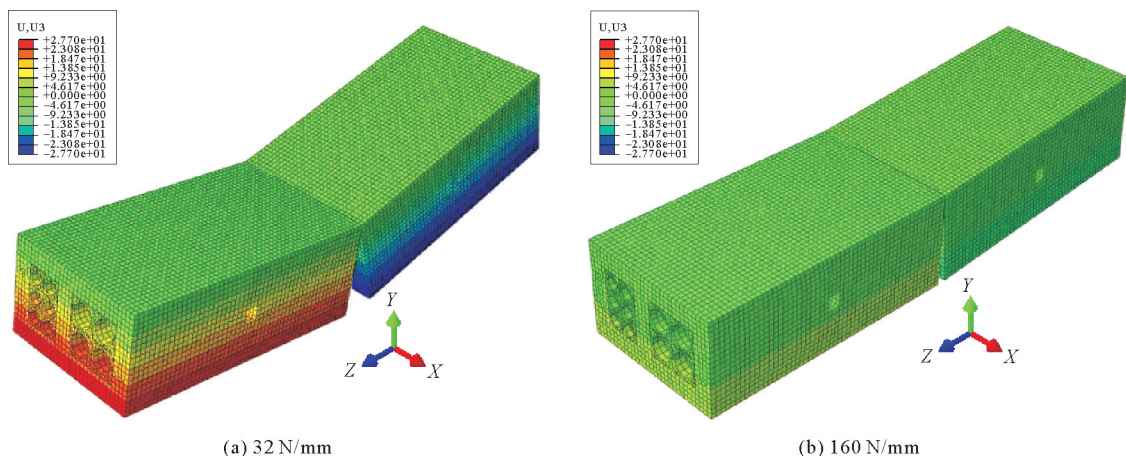 U,U3
+2.770e+01
+2.308e+01
+1.847e+01
+1.385e+01
+9.233e+00
+4.617e+00
+0.000e+00
−4.617e+00
−9.233e+00
−1.385e+01
−1.847e+01
−2.308e+01
−2.770e+01
Y
Z
X
(a) 32 N/mm
U,U3
+2.770e+01
+2.308e+01
+1.847e+01
+1.385e+01
+9.233e+00
+4.617e+00
+0.000e+00
−4.617e+00
−9.233e+00
−1.385e+01
−1.847e+01
−2.308e+01
−2.770e+01
Y
Z
X
(b) 160 N/mm